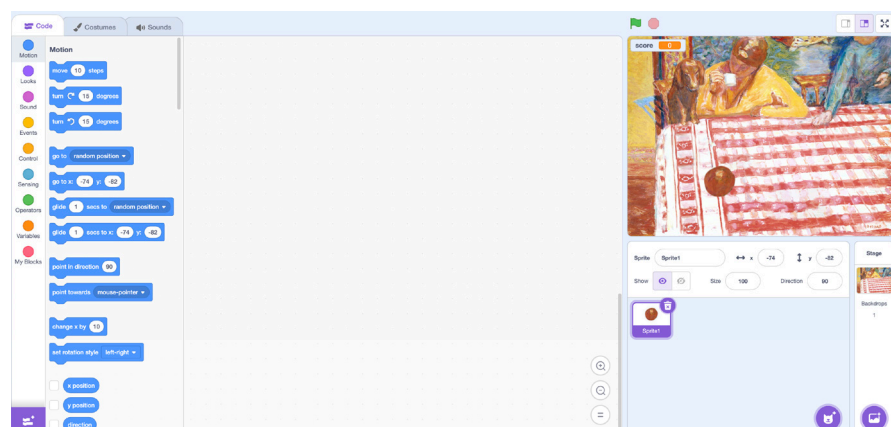 Code Costumes Sounds
Motion
Looks
Sound
Events
Control
Sensing
Operators
Variables
My Blocks
Motion
move 10 steps
turn 15 degrees
turn 15 degrees
go to random position
go to x: -74 y: -82
glide 1 secs to random position
glide 1 secs to x: -74 y: -82
point in direction 90
point towards mouse-pointer
change x by 10
set rotation style left-right
x position
y position
direction
score 0
Sprite Sprite1 x -74 y -82
Show Size 100 Direction 90
Sprite1
Stage
Backdrops
1